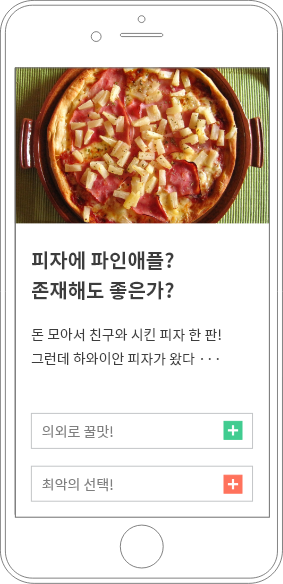 피자에 파인애플?
존재해도 좋은가?
돈 모아서 친구와 시킨 피자 한 판!
그런데 하와이안 피자가 왔다 ···
의외로 꿀맛!
최악의 선택!